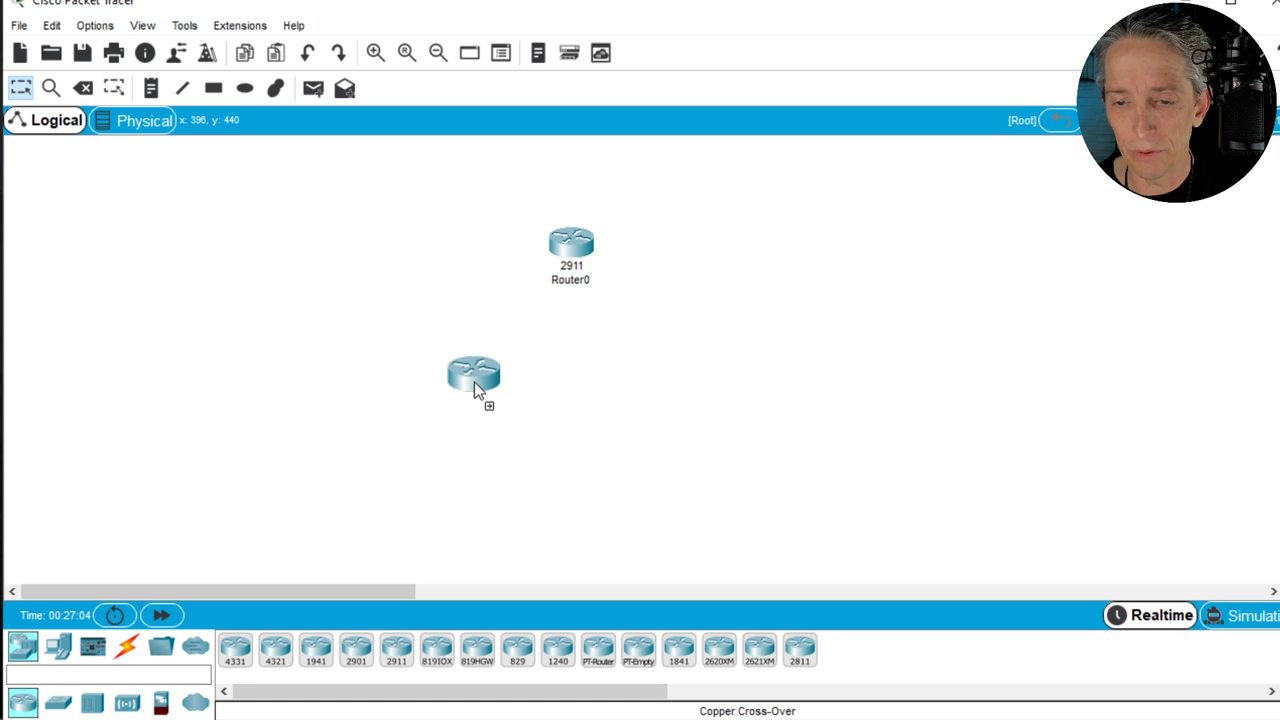 Cisco Packet Tracer
File Edit Options View Tools Extensions Help
Logical Physical x: 396, y: 440 [Root]
2911
Router0
Time: 00:27:04 Realtime Simulati
4331 4321 1941 2901 2911 819IOX 819HGW 829 1240 PT-Router PT-Empty 1841 2620XM 2621XM 2811
Copper Cross-Over